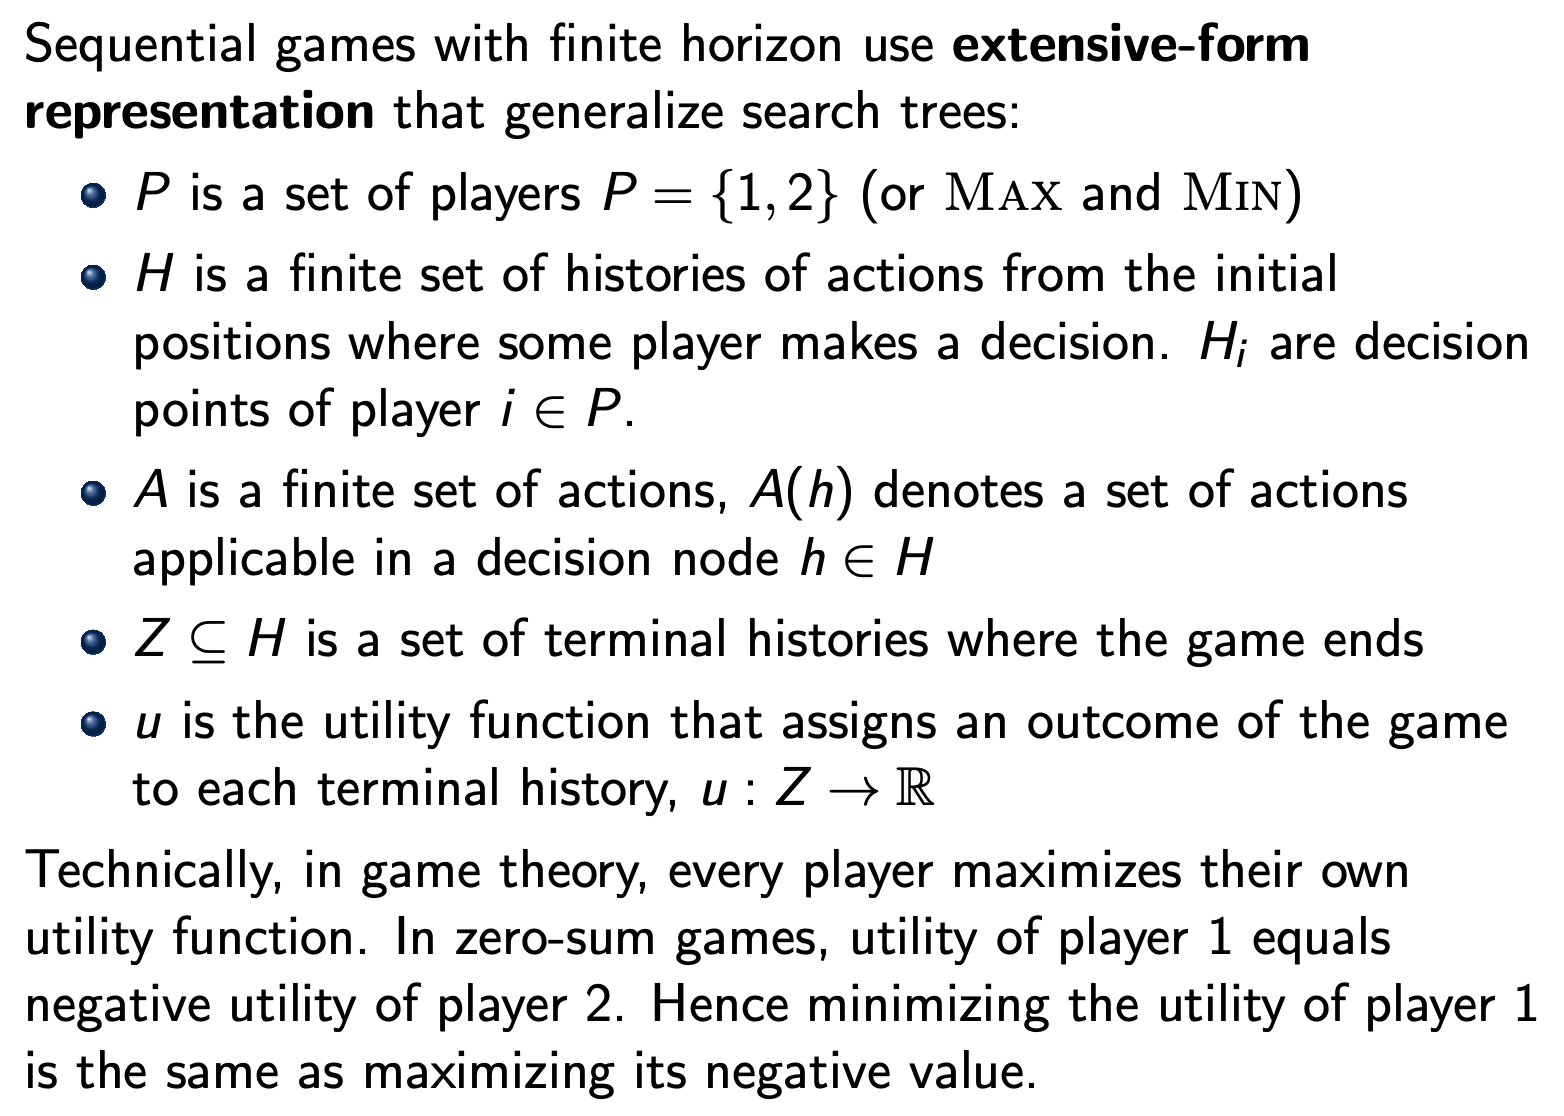 Sequential games with finite horizon use extensive-form
representation that generalize search trees:
• P is a set of players P = {1, 2} (or MAX and MIN)
• H is a finite set of histories of actions from the initial
positions where some player makes a decision. Hᵢ are decision
points of player i ∈ P.
• A is a finite set of actions, A(h) denotes a set of actions
applicable in a decision node h ∈ H
• Z ⊆ H is a set of terminal histories where the game ends
• u is the utility function that assigns an outcome of the game
to each terminal history, u : Z → ℝ
Technically, in game theory, every player maximizes their own
utility function. In zero-sum games, utility of player 1 equals
negative utility of player 2. Hence minimizing the utility of player 1
is the same as maximizing its negative value.